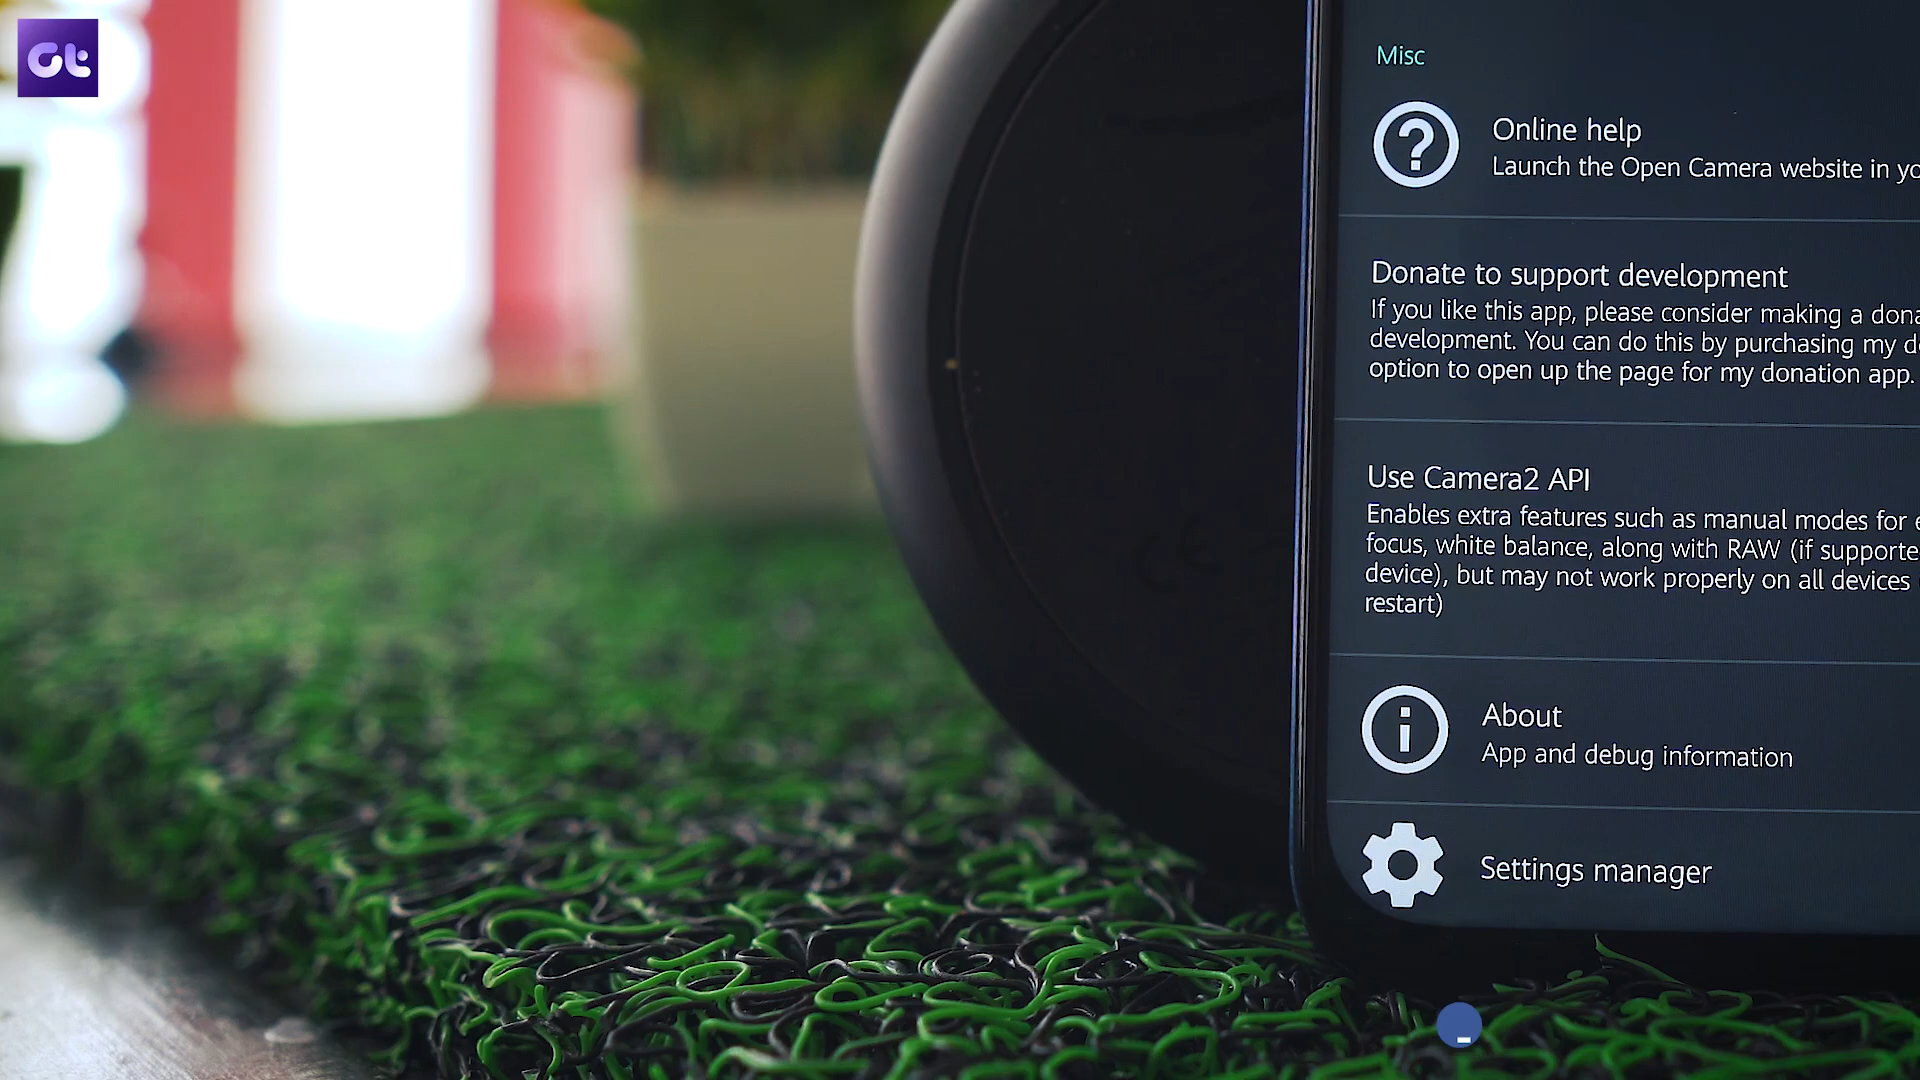 Gt
Misc
Online help
Launch the Open Camera website in yo
Donate to support development
If you like this app, please consider making a dona
development. You can do this by purchasing my d
option to open up the page for my donation app.
Use Camera2 API
Enables extra features such as manual modes for e
focus, white balance, along with RAW (if supporte
device), but may not work properly on all devices
restart)
About
App and debug information
Settings manager